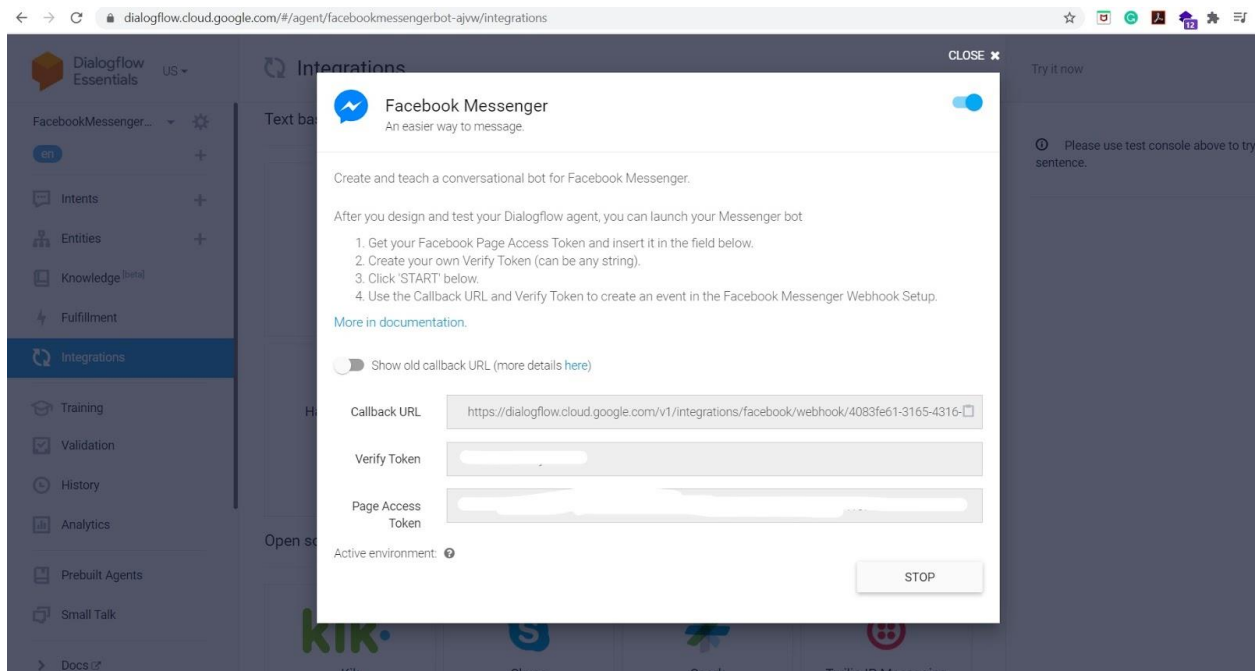 dialogflow.cloud.google.com/#/agent/facebookmessengerbot-ajvw/integrations
12
CLOSE ✖
Dialogflow
Essentials
US
Integrations
Try it now
FacebookMessenger...
en
Text ba
Facebook Messenger
An easier way to message.
Please use test console above to try
sentence.
Intents
Entities
Knowledge [beta]
Fulfillment
Integrations
Training
Validation
History
Analytics
Prebuilt Agents
Small Talk
Docs
Create and teach a conversational bot for Facebook Messenger.
After you design and test your Dialogflow agent, you can launch your Messenger bot
1. Get your Facebook Page Access Token and insert it in the field below.
2. Create your own Verify Token (can be any string).
3. Click 'START' below.
4. Use the Callback URL and Verify Token to create an event in the Facebook Messenger Webhook Setup.
More in documentation.
Show old callback URL (more details here)
Callback URL
https://dialogflow.cloud.google.com/v1/integrations/facebook/webhook/4083fe61-3165-4316-
Verify Token
Page Access
Token
Active environment:
STOP
Open so
kik